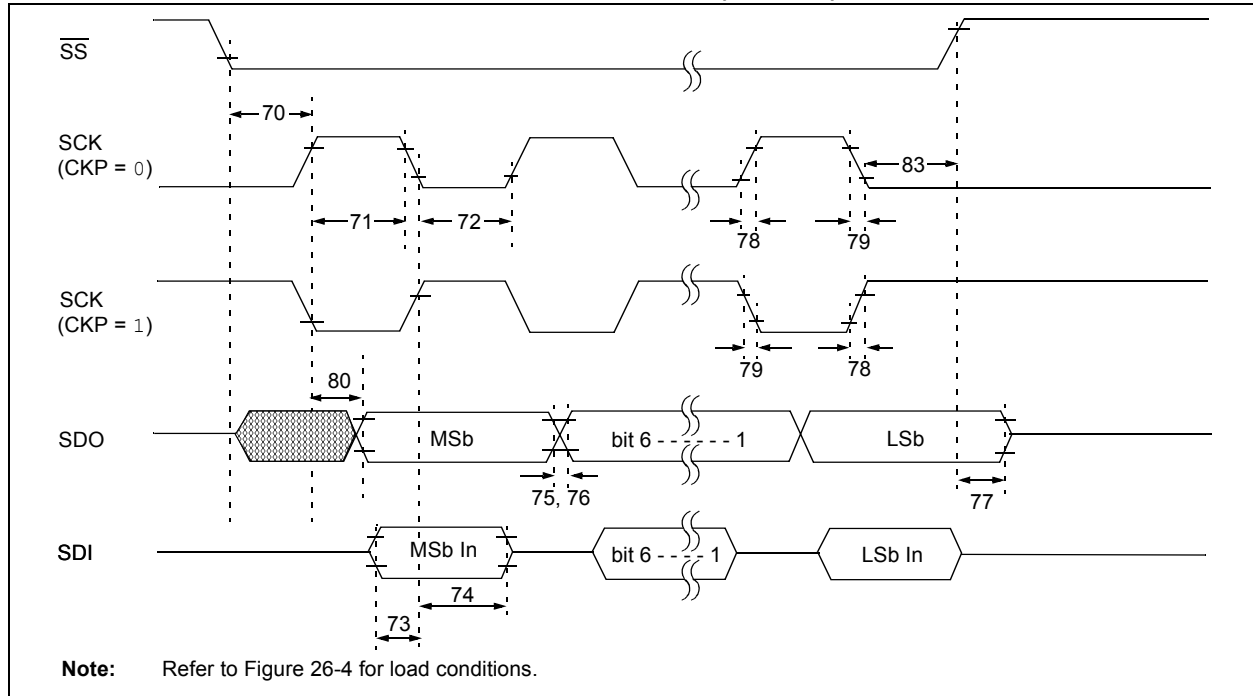 SS
70
SCK
(CKP = 0)
83
71
72
78
79
SCK
(CKP = 1)
79
78
80
SDO
MSb
bit 6 - - - - - - 1
LSb
75, 76
77
SDI
MSb In
bit 6 - - - - 1
LSb In
74
73
Note: Refer to Figure 26-4 for load conditions.